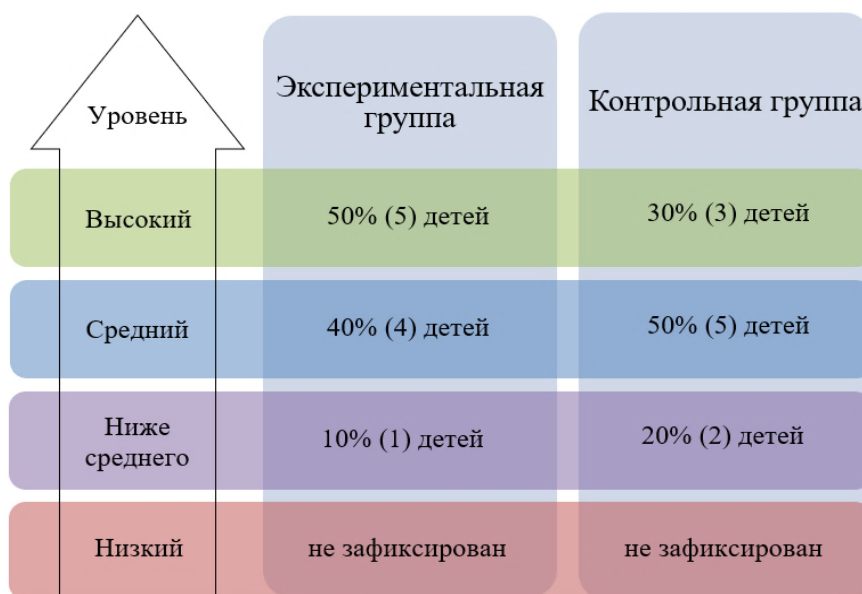 Уровень
Экспериментальная
группа
Контрольная группа
Высокий
50% (5) детей
30% (3) детей
Средний
40% (4) детей
50% (5) детей
Ниже
среднего
10% (1) детей
20% (2) детей
Низкий
не зафиксирован
не зафиксирован